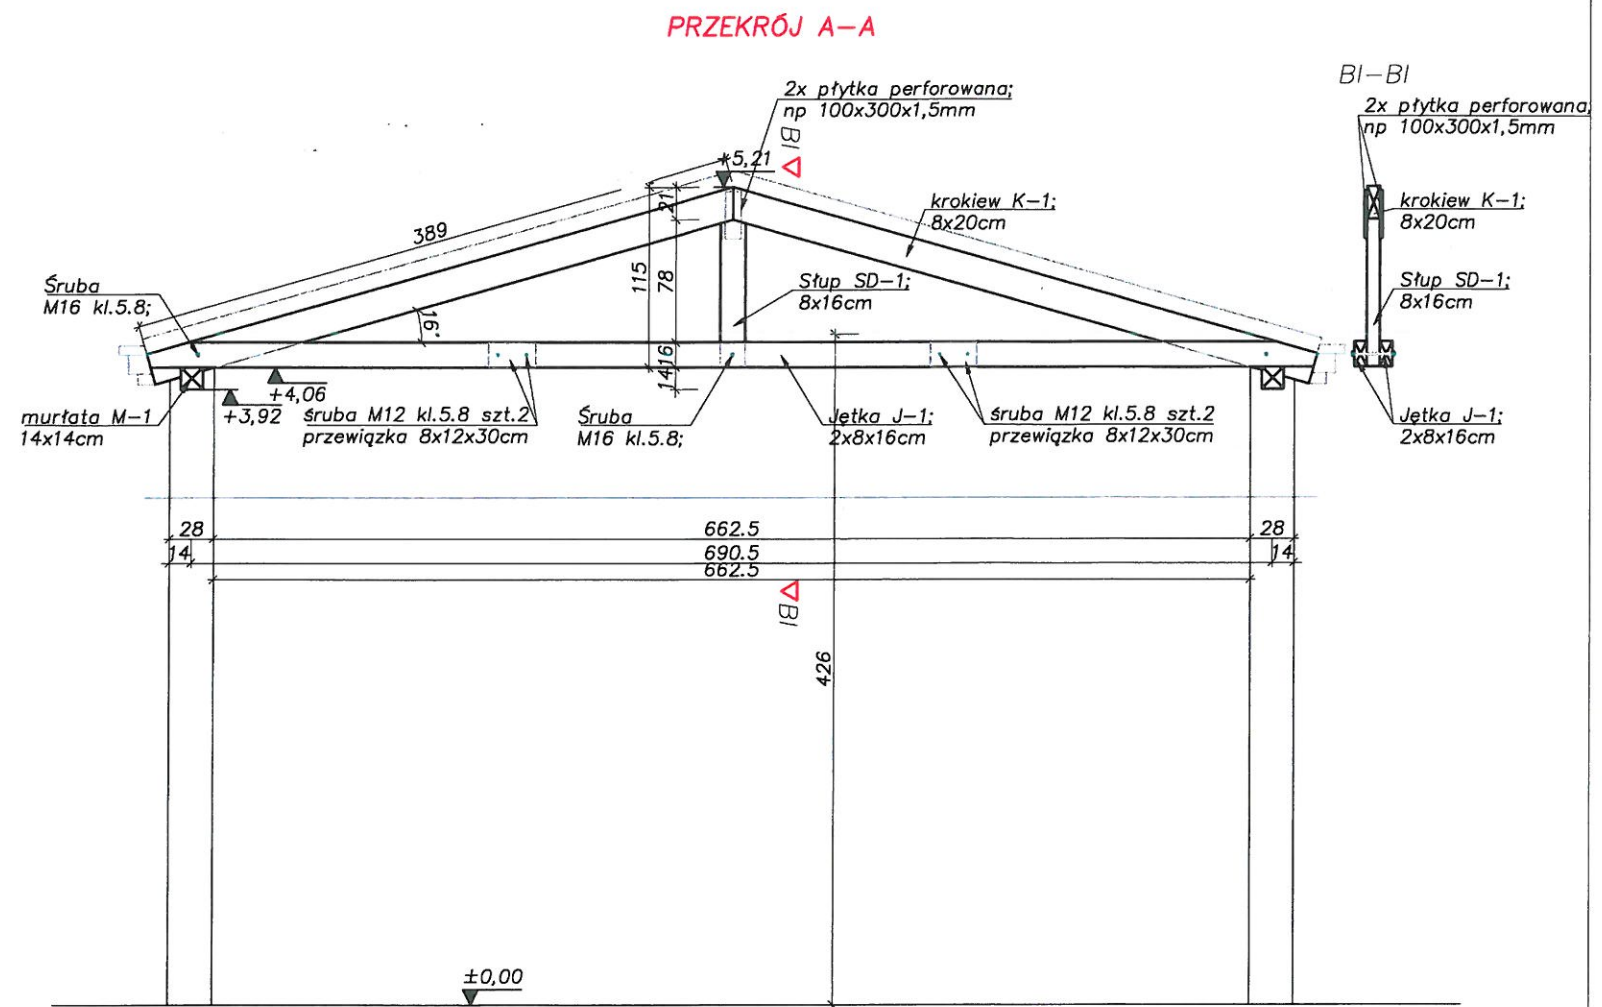 PRZEKRÓJ A–A
BI–BI
2x płytka perforowana;
np 100x300x1,5mm
2x płytka perforowana;
np 100x300x1,5mm
BI
5,21
21
krokiew K–1;
8x20cm
krokiew K–1;
8x20cm
389
115
78
Śruba
M16 kl.5.8;
Słup SD–1;
8x16cm
Słup SD–1;
8x16cm
16°
16
14
+4,06
+3,92
murłata M–1
14x14cm
śruba M12 kl.5.8 szt.2
przewiązka 8x12x30cm
Śruba
M16 kl.5.8;
Jętka J–1;
2x8x16cm
śruba M12 kl.5.8 szt.2
przewiązka 8x12x30cm
Jętka J–1;
2x8x16cm
28
662.5
28
14
690.5
14
662.5
BI
426
±0,00